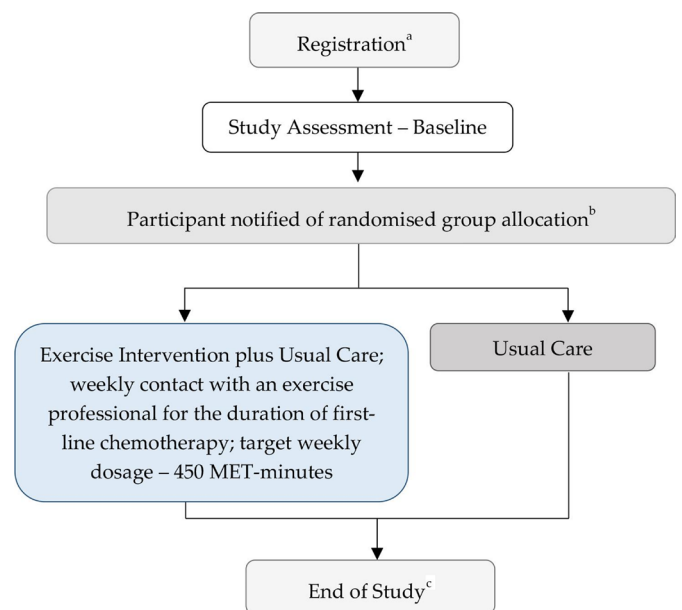 Registrationa
Study Assessment – Baseline
Participant notified of randomised group allocationb
Exercise Intervention plus Usual Care;
weekly contact with an exercise
professional for the duration of first-
line chemotherapy; target weekly
dosage – 450 MET-minutes
Usual Care
End of Studyc